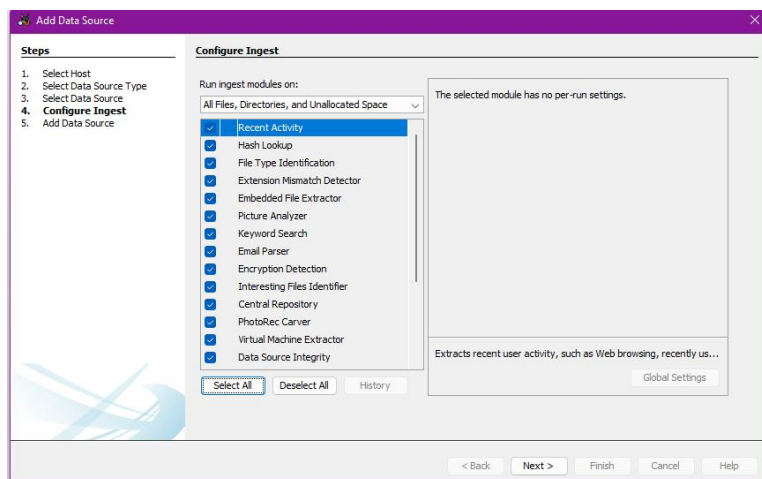 Add Data Source
Steps
1. Select Host
2. Select Data Source Type
3. Select Data Source
4. Configure Ingest
5. Add Data Source
Configure Ingest
Run ingest modules on:
All Files, Directories, and Unallocated Space
Recent Activity
Hash Lookup
File Type Identification
Extension Mismatch Detector
Embedded File Extractor
Picture Analyzer
Keyword Search
Email Parser
Encryption Detection
Interesting Files Identifier
Central Repository
PhotoRec Carver
Virtual Machine Extractor
Data Source Integrity
Select All Deselect All History
The selected module has no per-run settings.
Extracts recent user activity, such as Web browsing, recently us...
Global Settings
< Back Next > Finish Cancel Help